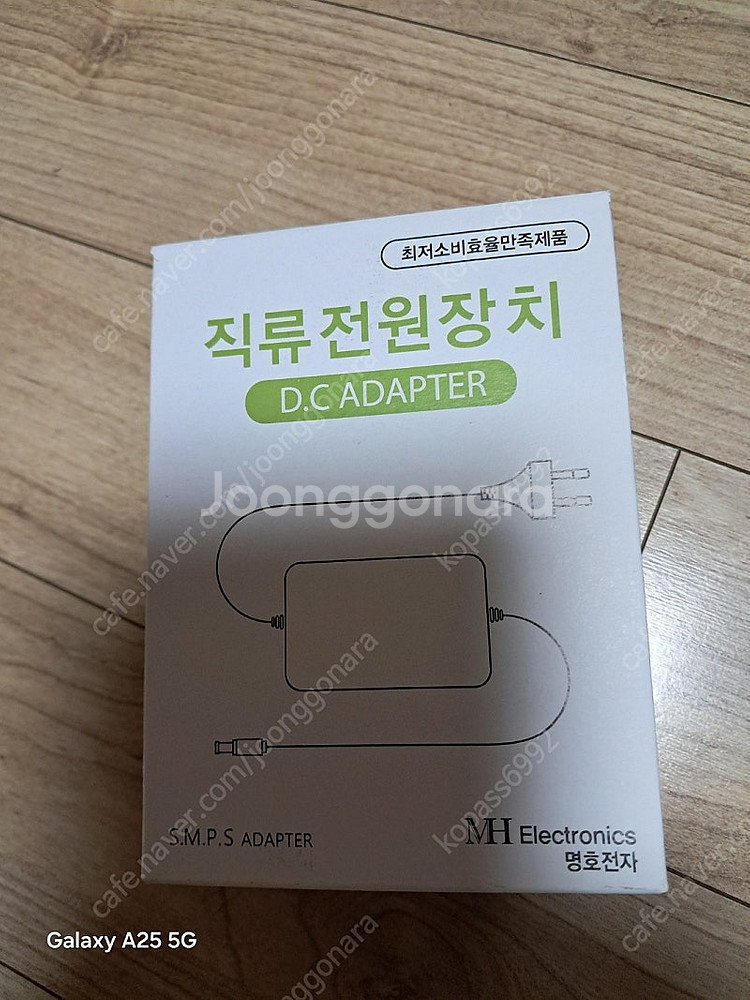 최저소비효율만족제품
직류전원장치
D.C ADAPTER
Joonggonara
S.M.P.S ADAPTER
MH Electronics
명호전자
Galaxy A25 5G
cafe.naver.com/joonggonara
kopass6992